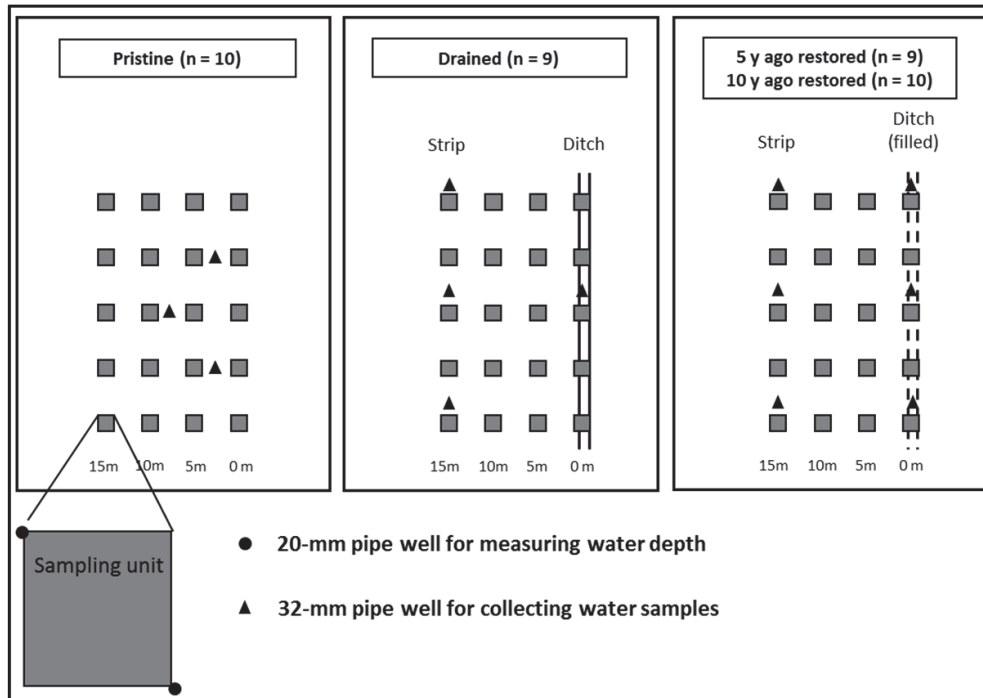 Pristine (n = 10)
15m 10m 5m 0 m
Drained (n = 9)
Strip Ditch
15m 10m 5m 0 m
5 y ago restored (n = 9)
10 y ago restored (n = 10)
Strip Ditch
(filled)
15m 10m 5m 0 m
Sampling unit
20-mm pipe well for measuring water depth
32-mm pipe well for collecting water samples